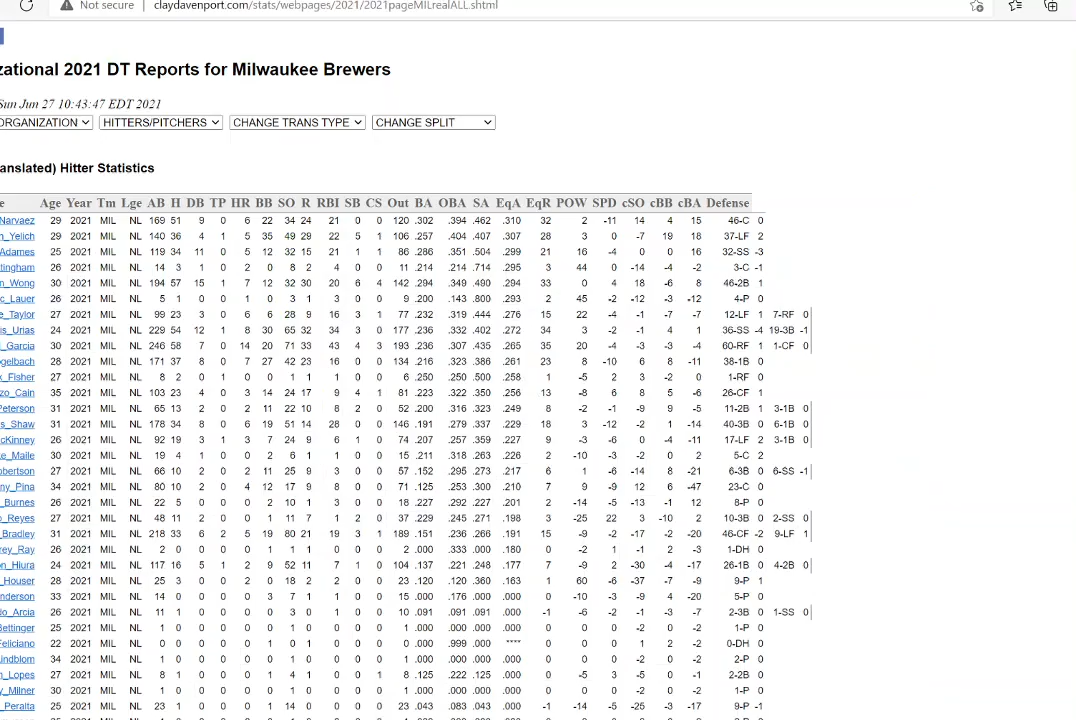 Not secure | claydavenport.com/stats/webpages/2021/2021pageMILrealALL.shtml
zational 2021 DT Reports for Milwaukee Brewers
Sun Jun 27 10:43:47 EDT 2021
ORGANIZATION HITTERS/PITCHERS CHANGE TRANS TYPE CHANGE SPLIT
anslated) Hitter Statistics
e Age Year Tm Lge AB H DB TP HR BB SO R RBI SB CS Out BA OBA SA EqA EqR POW SPD cSO cBB cBA Defense
Narvaez 29 2021 MIL NL 169 51 9 0 6 22 34 24 21 0 0 120 .302 .394 .462 .310 32 2 -11 14 4 15 46-C 0
n_Yelich 29 2021 MIL NL 140 36 4 1 5 35 49 29 22 5 1 106 .257 .404 .407 .307 28 3 0 -7 19 18 37-LF 2
Adames 26 2021 MIL NL 119 34 11 0 5 12 32 15 21 1 1 86 .286 .351 .504 .299 21 16 -4 0 0 16 32-SS -3
ttingham 26 2021 MIL NL 14 3 1 0 2 0 8 2 4 0 0 11 .214 .214 .714 .295 3 44 0 -14 -4 -2 3-C -1
n_Wong 30 2021 MIL NL 194 57 15 1 7 12 32 30 20 6 4 142 .294 .349 .490 .294 33 0 4 18 -6 8 46-2B 1
c_Lauer 26 2021 MIL NL 5 1 0 0 1 0 3 1 3 0 0 9 .200 .143 .800 .293 2 45 -2 -12 -3 -12 4-P 0
e_Taylor 27 2021 MIL NL 99 23 3 0 6 6 28 9 16 3 1 77 .232 .319 .444 .276 15 22 -4 -1 -7 -7 12-LF 1 7-RF 0
is_Urias 24 2021 MIL NL 229 54 12 1 8 30 65 32 34 3 0 177 .236 .332 .402 .272 34 3 -2 -1 4 1 36-SS -4 19-3B -1
l_Garcia 30 2021 MIL NL 246 58 7 0 14 20 71 33 43 4 3 193 .236 .307 .435 .265 35 20 -4 -3 -3 -4 60-RF 1 1-CF 0
ogelbach 28 2021 MIL NL 171 37 8 0 7 27 42 23 16 0 0 134 .216 .323 .386 .261 23 8 -10 6 8 -11 38-1B 0
k_Fisher 27 2021 MIL NL 8 2 0 1 0 0 1 1 1 0 0 6 .250 .250 .500 .258 1 -5 2 3 -2 0 1-RF 0
zo_Cain 35 2021 MIL NL 103 23 4 0 3 14 24 17 9 4 1 81 .223 .322 .350 .256 13 -8 6 8 5 -6 26-CF 1
Peterson 31 2021 MIL NL 65 13 2 0 2 11 22 10 8 2 0 52 .200 .316 .323 .249 8 -2 -1 -9 9 -5 11-2B 1 3-1B 0
s_Shaw 31 2021 MIL NL 178 34 8 0 6 19 51 14 28 0 0 146 .191 .279 .337 .229 18 3 -12 -2 1 -14 40-3B 0 6-1B 0
cKinney 26 2021 MIL NL 92 19 3 1 3 7 24 9 6 1 0 74 .207 .257 .359 .227 9 -3 -6 0 -4 -11 17-LF 2 3-1B 0
ke_Maile 30 2021 MIL NL 19 4 1 0 0 2 6 1 2 0 0 15 .211 .318 .263 .226 2 -10 -3 -2 0 2 5-C 2
obertson 27 2021 MIL NL 66 10 2 0 2 11 25 9 3 0 0 57 .152 .295 .273 .217 6 1 -6 -14 8 -21 6-3B 0 6-SS -1
ny_Pina 34 2021 MIL NL 80 10 2 0 4 12 17 9 8 0 0 71 .125 .253 .300 .210 7 9 -9 12 6 -47 23-C 0
_Burnes 26 2021 MIL NL 22 5 0 0 0 2 10 1 3 0 0 18 .227 .292 .227 .201 2 -14 -5 -13 -1 12 8-P 0
o_Reyes 27 2021 MIL NL 48 11 2 0 0 1 11 7 1 2 0 37 .229 .245 .271 .198 3 -25 22 3 -10 2 10-3B 0 2-SS 0
_Bradley 31 2021 MIL NL 218 33 6 2 5 19 80 21 19 3 1 189 .151 .236 .266 .191 15 -9 -2 -17 -2 -20 46-CF -2 9-LF 1
rey_Ray 26 2021 MIL NL 2 0 0 0 0 1 1 1 0 0 0 2 .000 .333 .000 .180 0 -2 1 -1 2 -3 1-DH 0
on_Hiura 24 2021 MIL NL 117 16 5 1 2 9 52 11 7 1 0 104 .137 .221 .248 .177 7 -9 2 -30 -4 -17 26-1B 0 4-2B 0
_Houser 28 2021 MIL NL 25 3 0 0 2 0 18 2 2 0 0 23 .120 .120 .360 .163 1 60 -6 -37 -7 -9 9-P 1
nderson 33 2021 MIL NL 14 0 0 0 0 3 7 1 1 0 0 15 .000 .176 .000 .000 0 -10 -3 -9 4 -20 5-P 0
do_Arcia 26 2021 MIL NL 11 1 0 0 0 0 3 0 1 0 0 10 .091 .091 .091 .000 -1 -6 -2 -1 -3 -7 2-3B 0 1-SS 0
Bettinger 25 2021 MIL NL 1 0 0 0 0 0 1 0 0 0 0 1 .000 .000 .000 .000 0 0 0 -2 0 -2 1-P 0
Feliciano 22 2021 MIL NL 0 0 0 0 0 1 0 1 0 0 0 0 .000 .999 .000 **** 0 0 0 1 2 -2 0-DH 0
indblom 34 2021 MIL NL 1 0 0 0 0 0 1 0 0 0 0 1 .000 .000 .000 .000 0 0 0 -2 0 -2 2-P 0
n_Lopes 27 2021 MIL NL 8 1 0 0 0 1 4 1 0 0 1 8 .125 .222 .125 .000 0 -5 3 -5 0 -1 2-2B 0
y_Milner 30 2021 MIL NL 1 0 0 0 0 0 1 0 0 0 0 1 .000 .000 .000 .000 0 0 0 -2 0 -2 1-P 0
_Peralta 25 2021 MIL NL 23 1 0 0 0 1 14 0 0 0 0 23 .043 .083 .043 .000 -1 -14 -5 -25 -3 -17 9-P -1